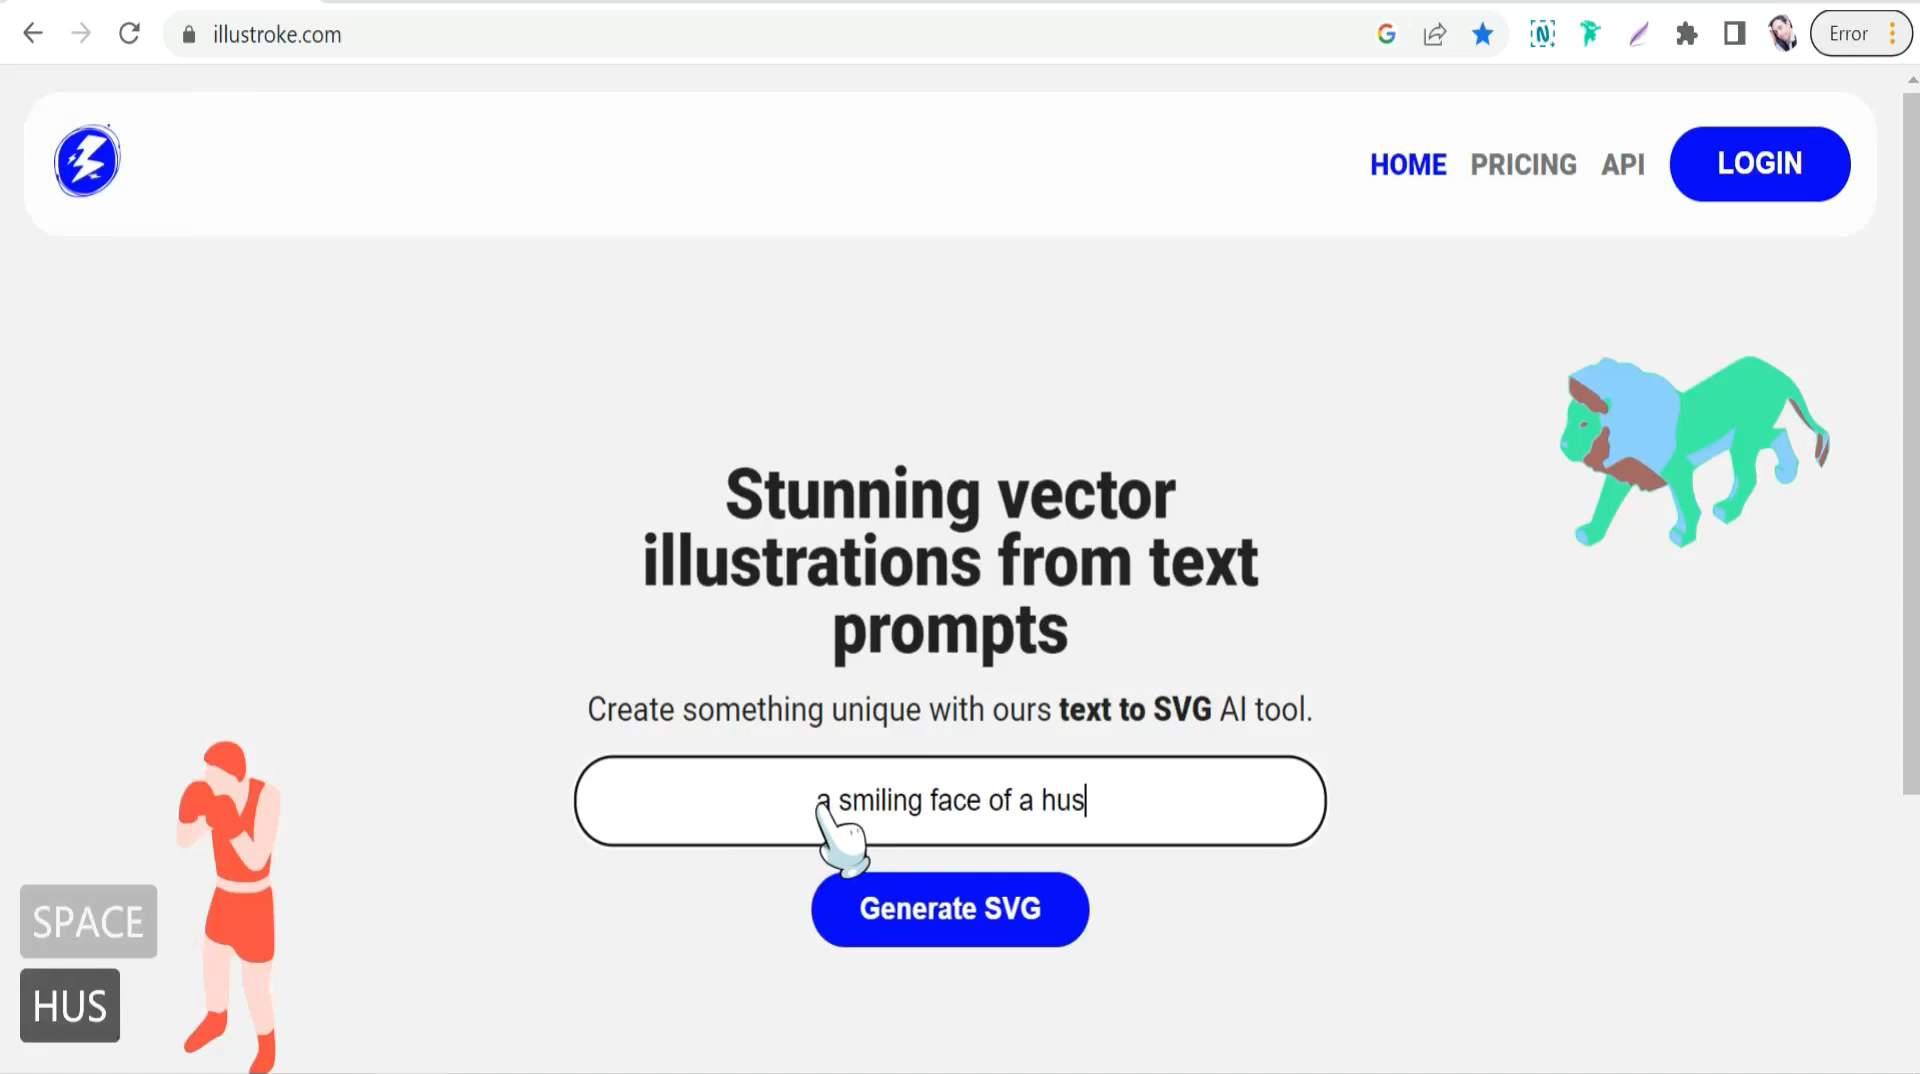 illustroke.com
Error
HOME PRICING API LOGIN
Stunning vector
illustrations from text
prompts
Create something unique with ours text to SVG AI tool.
a smiling face of a hus
Generate SVG
SPACE
HUS